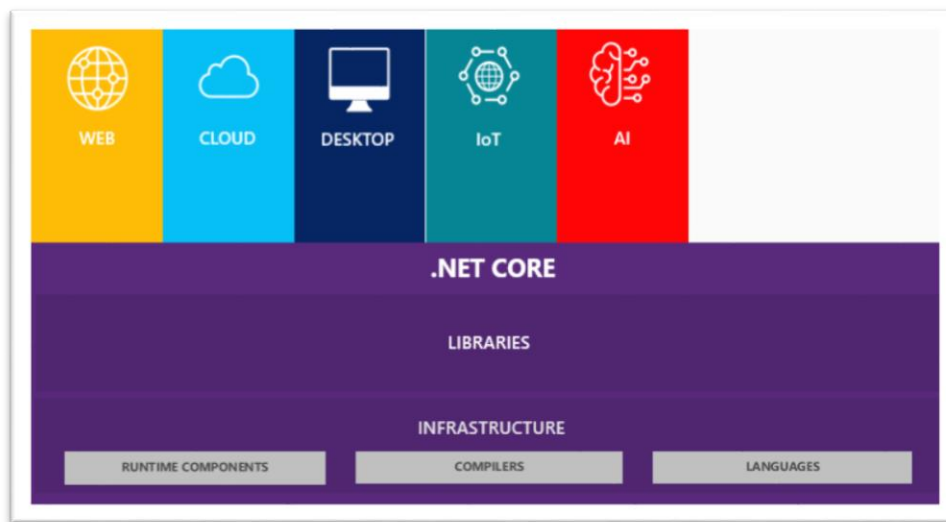 WEB
CLOUD
DESKTOP
IoT
AI
.NET CORE
LIBRARIES
INFRASTRUCTURE
RUNTIME COMPONENTS
COMPILERS
LANGUAGES